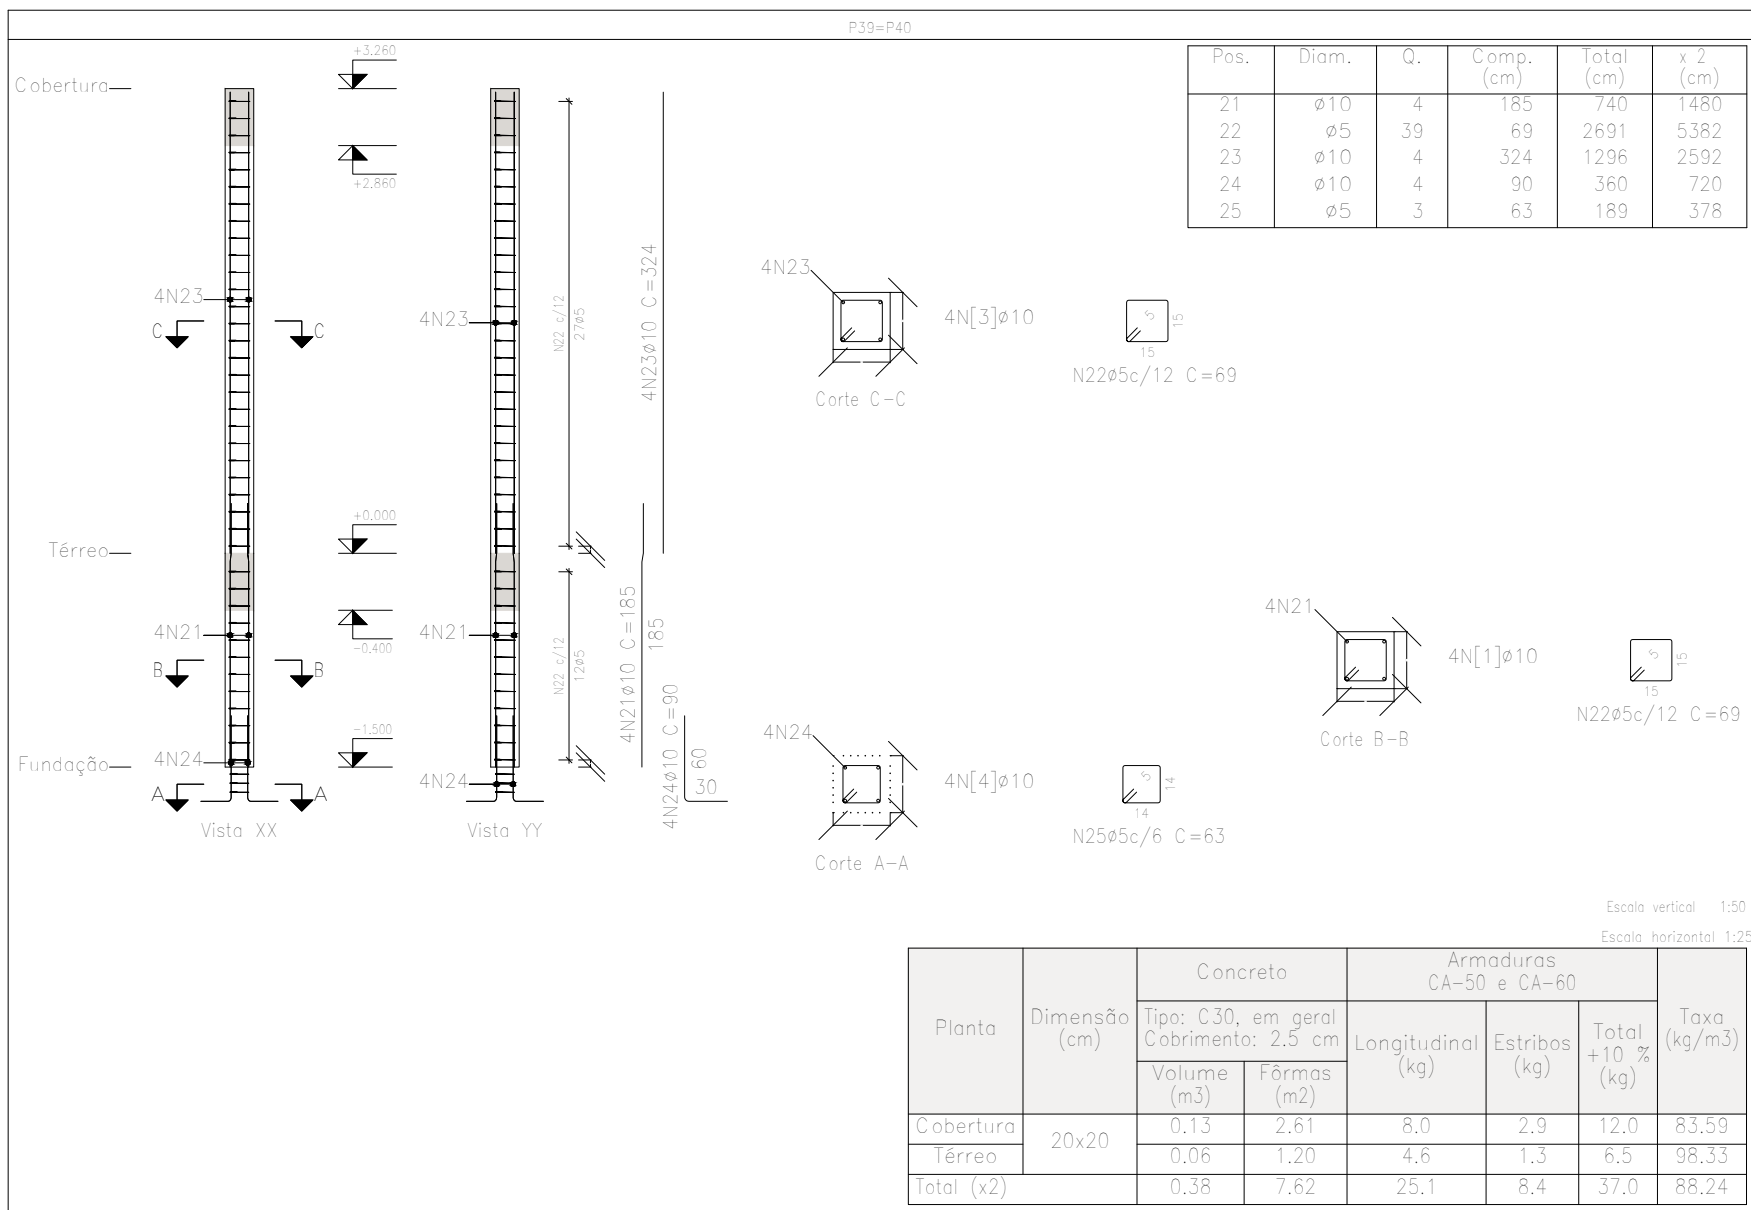 P39=P40
Pos. Diam. Q. Comp. (cm) Total (cm) x 2 (cm)
21 ø10 4 185 740 1480
22 ø5 39 69 2691 5382
23 ø10 4 324 1296 2592
24 ø10 4 90 360 720
25 ø5 3 63 189 378
Cobertura
+3.260
+2.860
4N23
C
C
4N23
N22 c/12
27ø5
4N23ø10 C=324
4N23
4N[3]ø10
Corte C-C
5
15
15
N22ø5c/12 C=69
Térreo
+0.000
-0.400
4N21
B
B
4N21
N22 c/12
12ø5
4N21ø10 C=185
185
4N21
4N[1]ø10
Corte B-B
5
15
15
N22ø5c/12 C=69
Fundação
-1.500
4N24
A
A
4N24
4N24ø10 C=90
60
30
4N24
4N[4]ø10
Corte A-A
5
14
14
N25ø5c/6 C=63
Vista XX
Vista YY
Escala vertical 1:50
Escala horizontal 1:25
Planta
Dimensão (cm)
Concreto
Tipo: C30, em geral
Cobrimento: 2.5 cm
Volume (m3)
Fôrmas (m2)
Armaduras
CA-50 e CA-60
Longitudinal (kg)
Estribos (kg)
Total +10 % (kg)
Taxa (kg/m3)
Cobertura 20x20 0.13 2.61 8.0 2.9 12.0 83.59
Térreo 0.06 1.20 4.6 1.3 6.5 98.33
Total (x2) 0.38 7.62 25.1 8.4 37.0 88.24